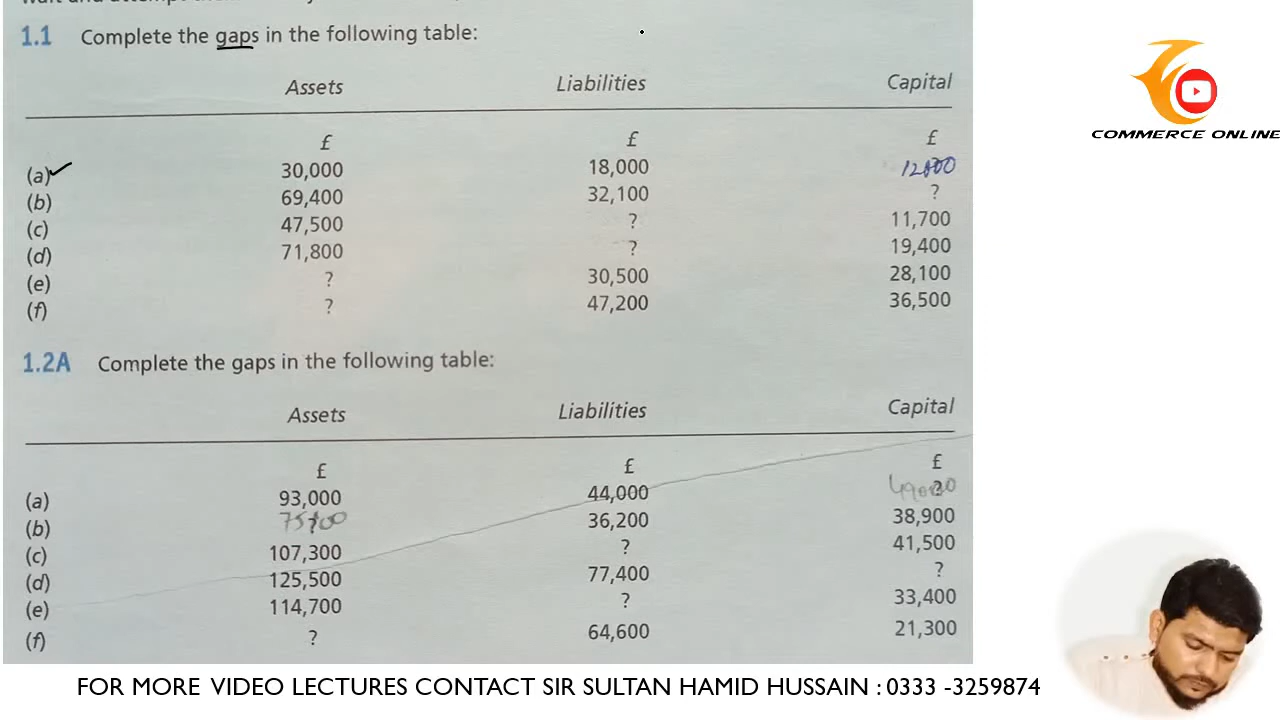 1.1 Complete the gaps in the following table:
Assets Liabilities Capital
£ £ £
(a) 30,000 18,000 12000
(b) 69,400 32,100 ?
(c) 47,500 ? 11,700
(d) 71,800 ? 19,400
(e) ? 30,500 28,100
(f) ? 47,200 36,500
1.2A Complete the gaps in the following table:
Assets Liabilities Capital
£ £ £
(a) 93,000 44,000 ?
(b) ? 36,200 38,900
(c) 107,300 ? 41,500
(d) 125,500 77,400 ?
(e) 114,700 ? 33,400
(f) ? 64,600 21,300
COMMERCE ONLINE
FOR MORE VIDEO LECTURES CONTACT SIR SULTAN HAMID HUSSAIN : 0333 -3259874